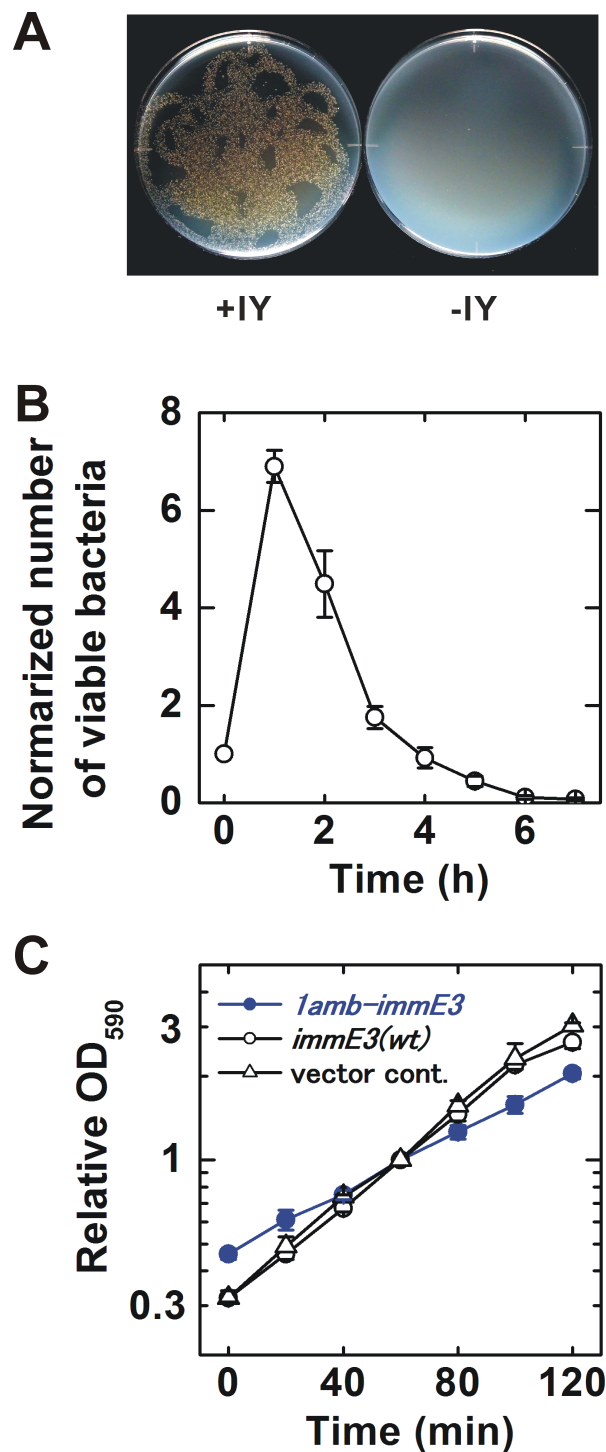 A
+IY
-IY
B
Normarized number
of viable bacteria
8
6
4
2
0
0 2 4 6
Time (h)
C
Relative OD590
3
1
0.3
1amb-immE3
immE3(wt)
vector cont.
0 40 80 120
Time (min)